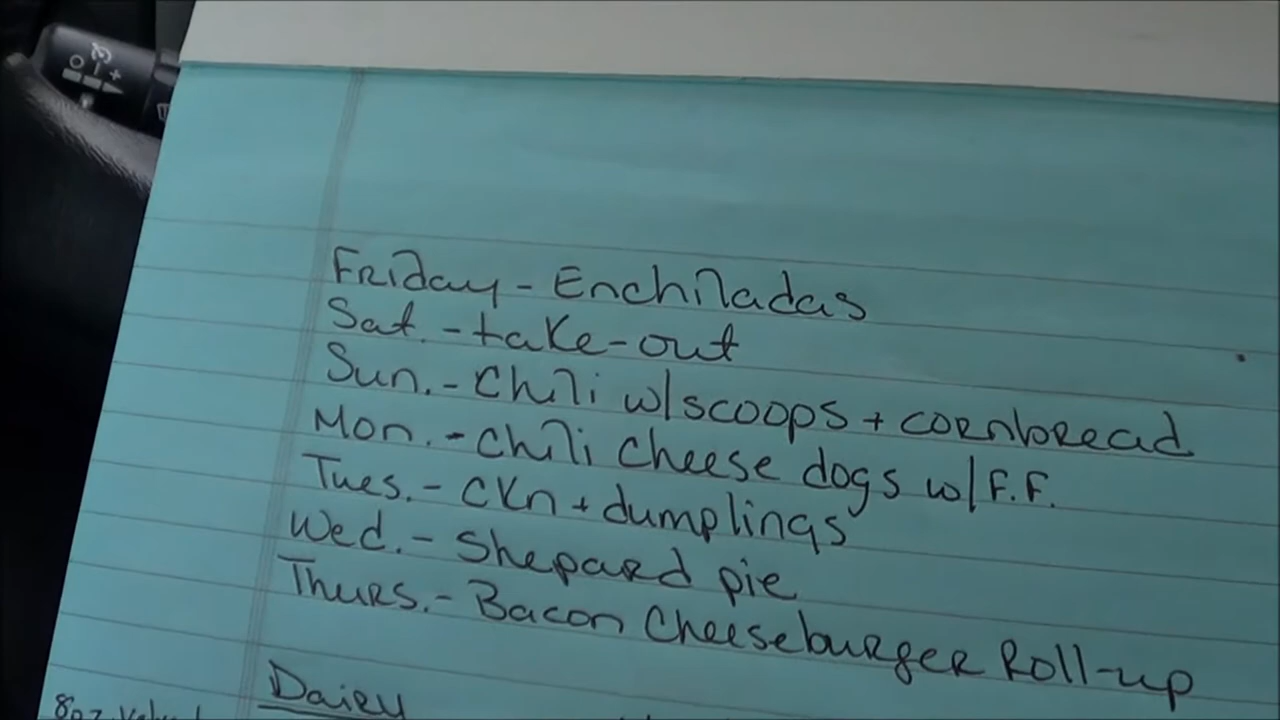 Friday - Enchiladas
Sat. - take-out
Sun. - Chili w/scoops + cornbread
Mon. - Chili cheese dogs w/F.F.
Tues. - CKn + dumplings
Wed. - Shepard pie
Thurs. - Bacon Cheeseburger Roll-up
Dairy
8oz.